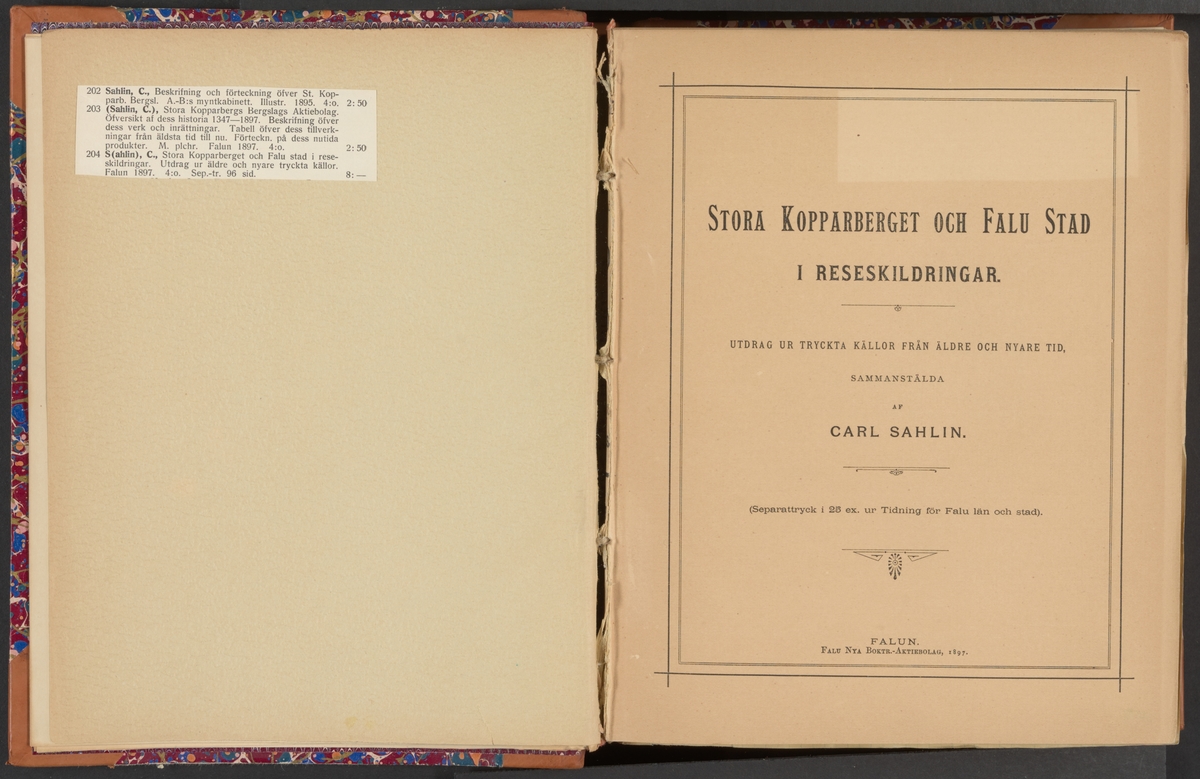 202 Sahlin, C., Beskrifning och förteckning öfver St. Kop-
parb. Bergsl. A.-B:s myntkabinett. Illustr. 1895. 4:o. 2:50
203 (Sahlin, C.), Stora Kopparbergs Bergslags Aktiebolag.
Öfversikt af dess historia 1347—1897. Beskrifning öfver
dess verk och inrättningar. Tabell öfver dess tillverk-
ningar från äldsta tid till nu. Förteckn. på dess nutida
produkter. M. plchr. Falun 1897. 4:o. 2:50
204 S(ahlin), C., Stora Kopparberget och Falu stad i rese-
skildringar. Utdrag ur äldre och nyare tryckta källor.
Falun 1897. 4:o. Sep.-tr. 96 sid. 8:—
STORA KOPPARBERGET OCH FALU STAD
I RESESKILDRINGAR.
UTDRAG UR TRYCKTA KÄLLOR FRÅN ÄLDRE OCH NYARE TID,
SAMMANSTÄLDA
AF
CARL SAHLIN.
(Separattryck i 25 ex. ur Tidning för Falu län och stad).
FALUN.
FALU NYA BOKTR.-AKTIEBOLAG, 1897.